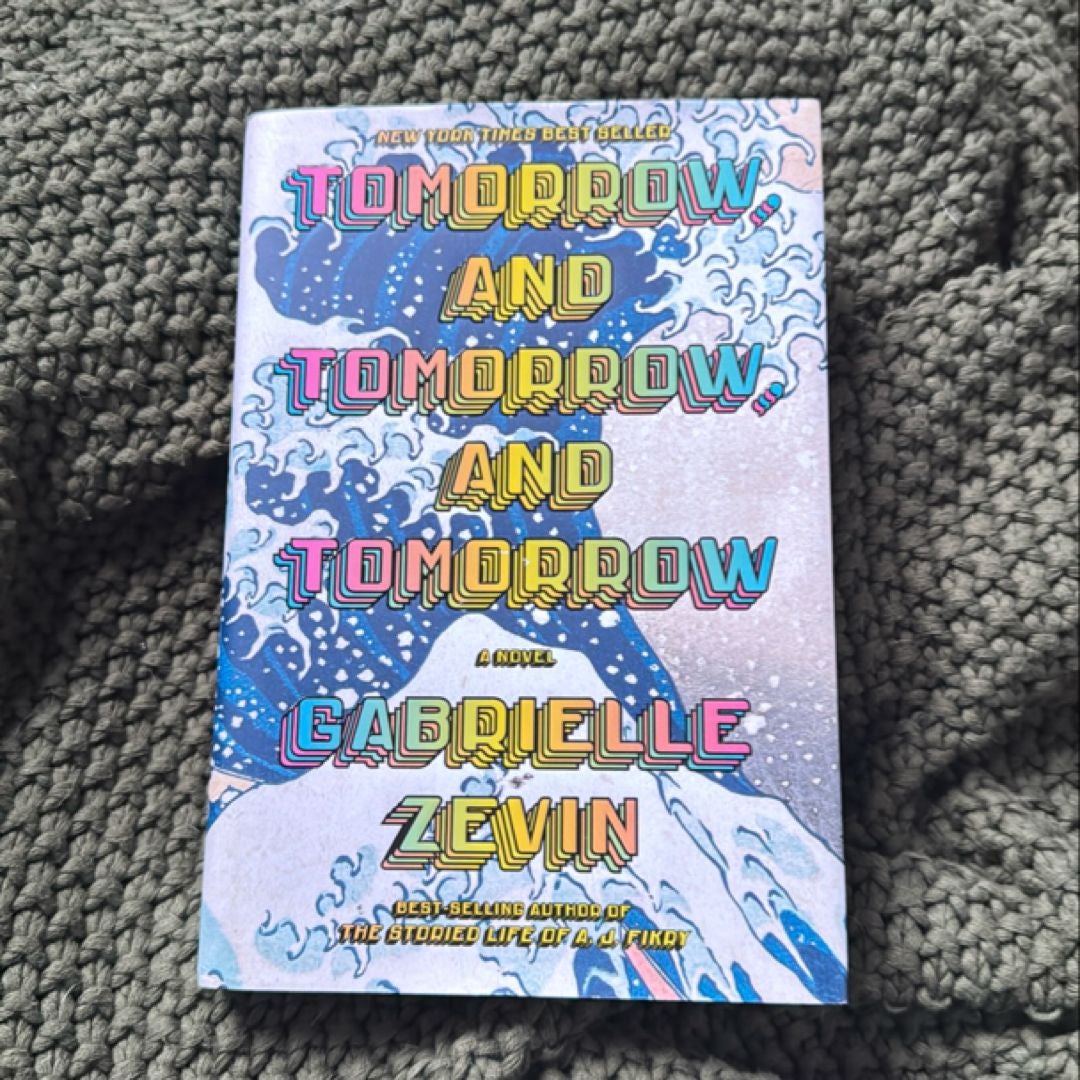 NEW YORK TIMES BEST SELLER
TOMORROW,
AND
TOMORROW,
AND
TOMORROW
A NOVEL
GABRIELLE
ZEVIN
BEST-SELLING AUTHOR OF
THE STORIED LIFE OF A. J. FIKRY